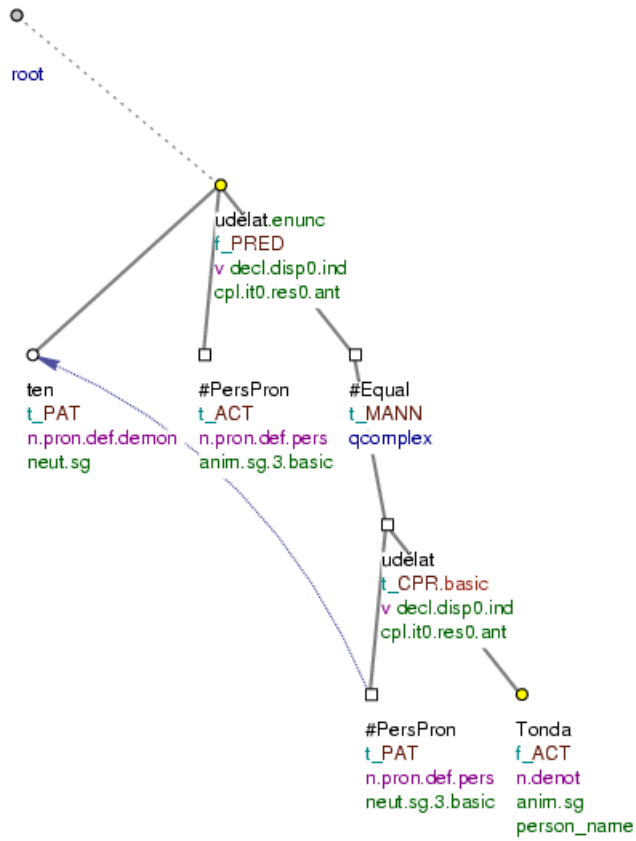 root
udělat.enunc
f_PRED
v decl.disp0.ind
cpl.it0.res0.ant
ten
t_PAT
n.pron.def.demon
neut.sg
#PersPron
t_ACT
n.pron.def.pers
anim.sg.3.basic
#Equal
t_MANN
qcomplex
udělat
t_CPR.basic
v decl.disp0.ind
cpl.it0.res0.ant
#PersPron
t_PAT
n.pron.def.pers
neut.sg.3.basic
Tonda
f_ACT
n.denot
anim.sg
person_name